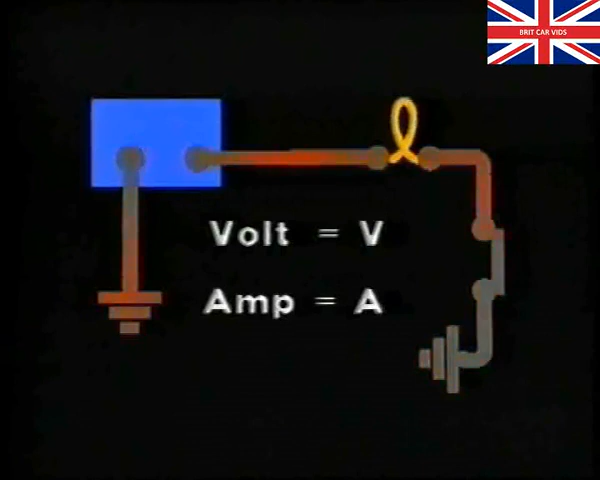 BRIT CAR VIDS
Volt = V
Amp = A